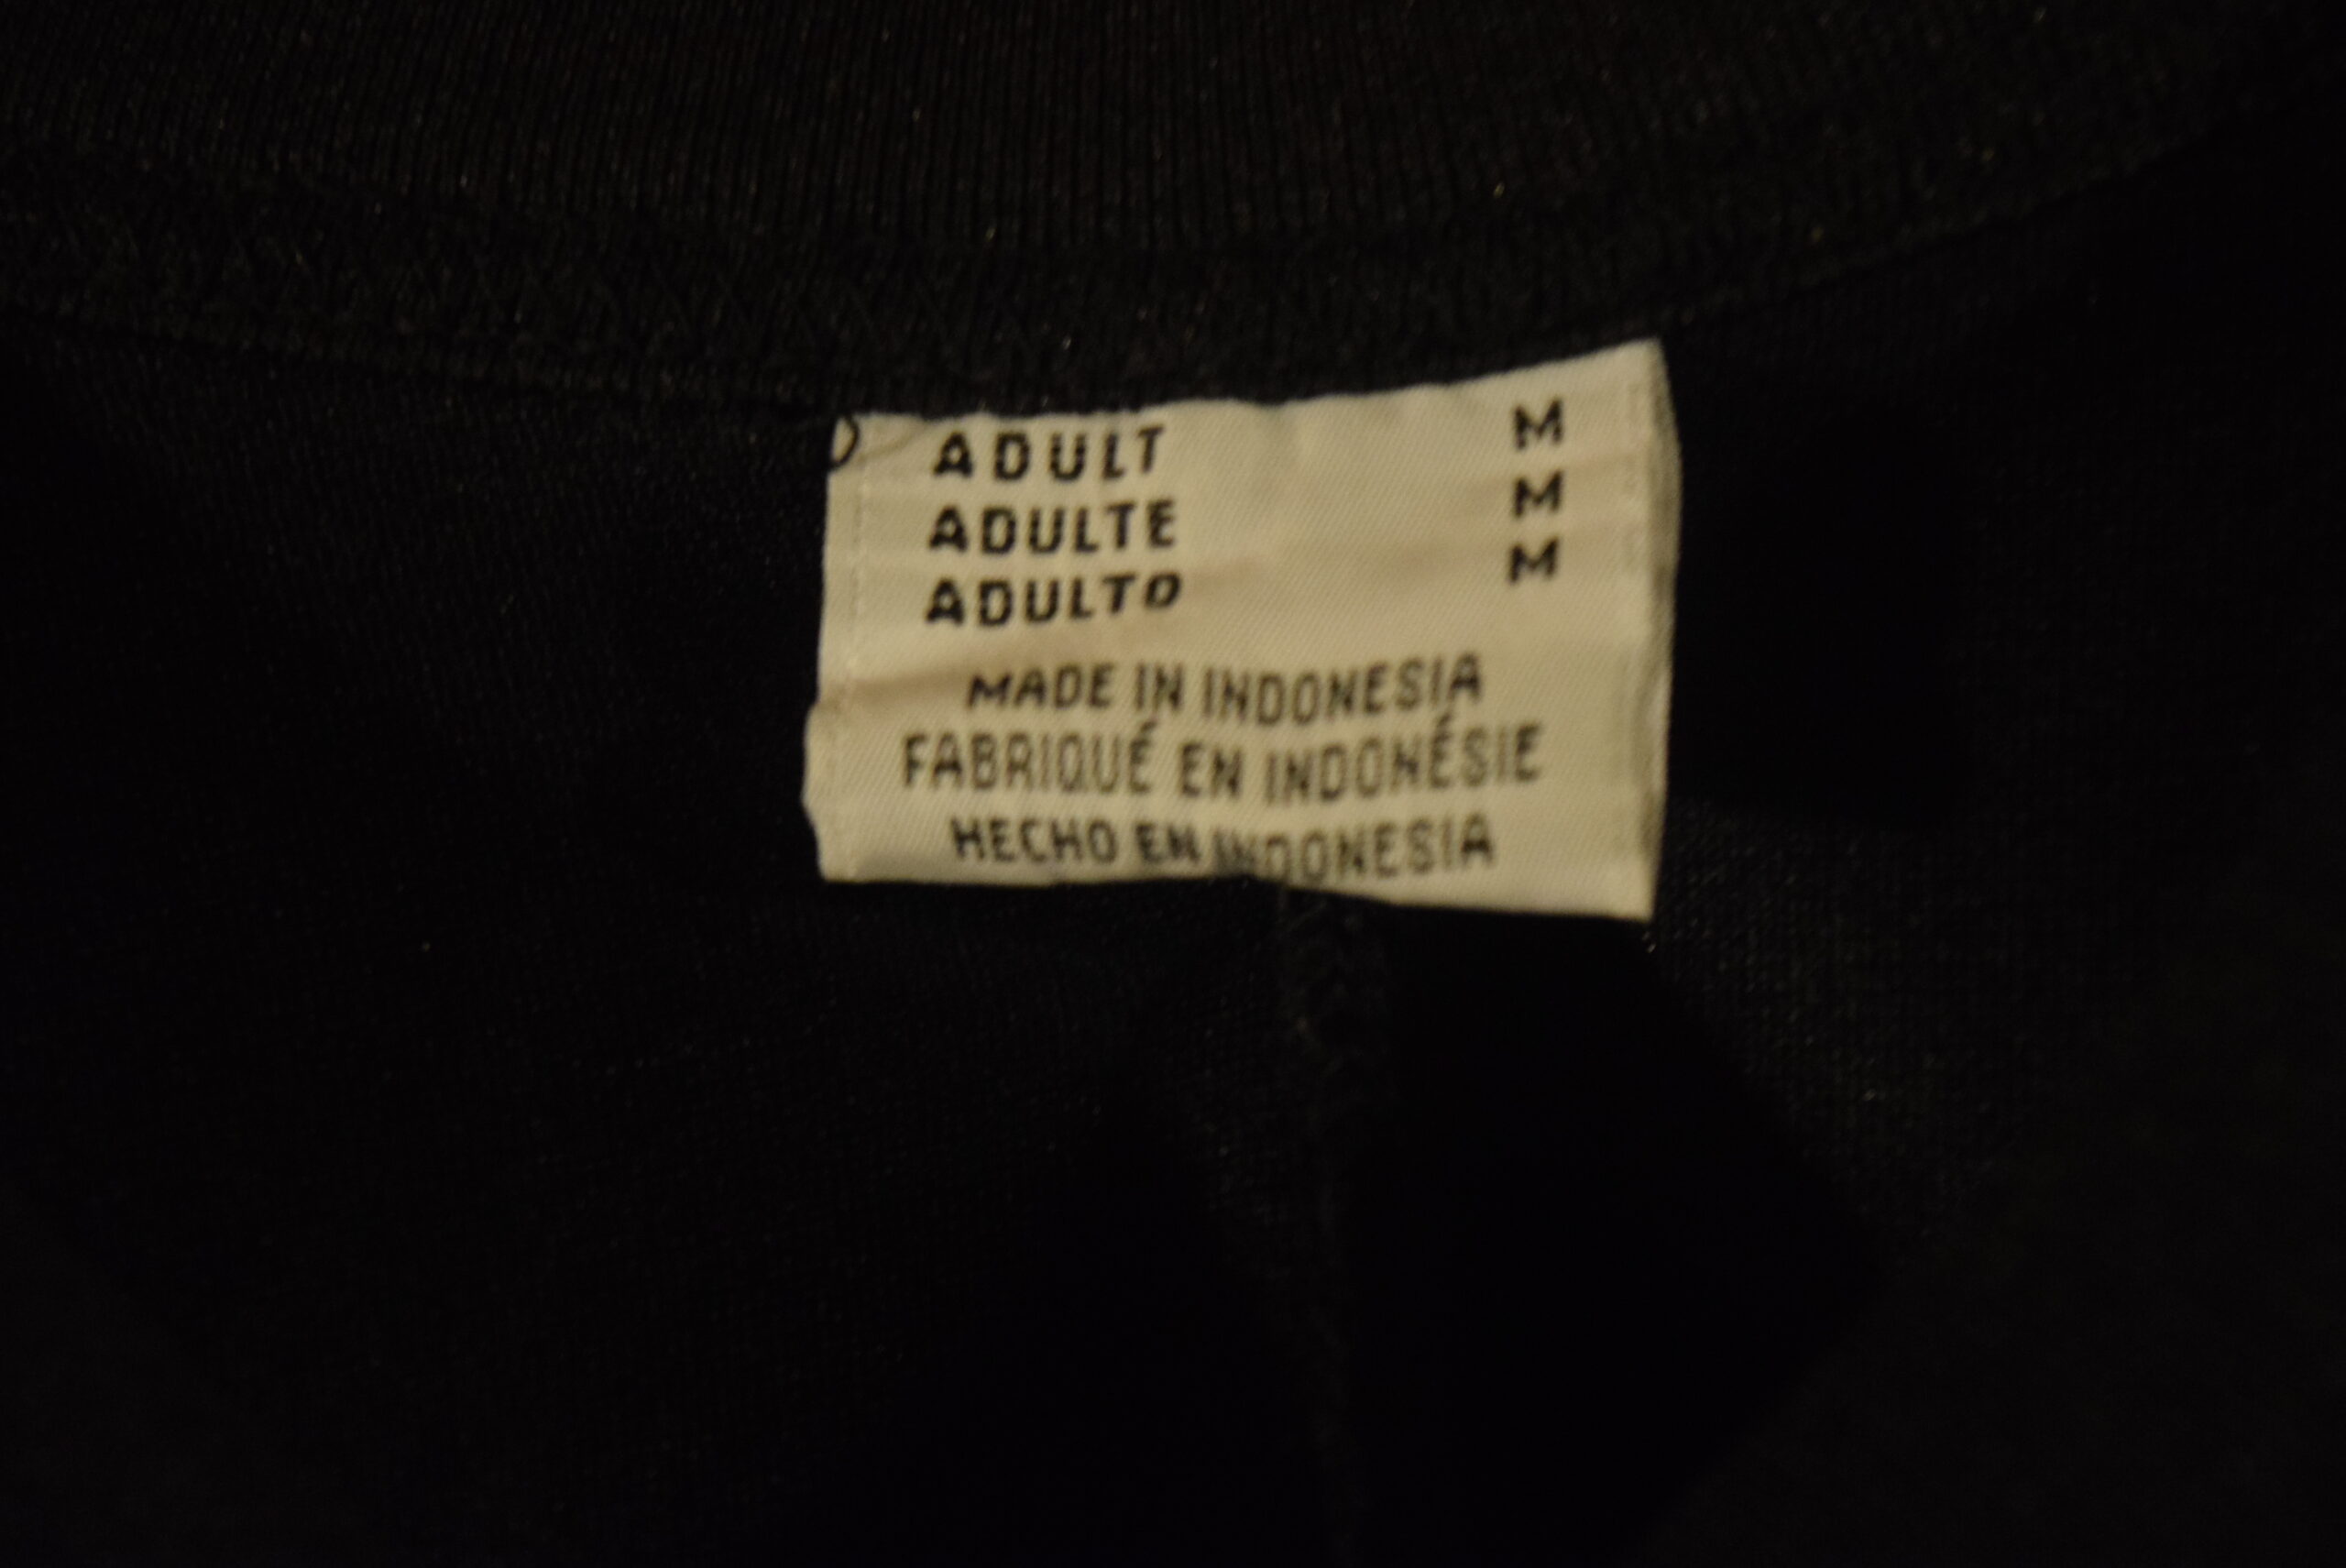 ADULT M
ADULTE M
ADULTO M
MADE IN INDONESIA
FABRIQUÉ EN INDONÉSIE
HECHO EN INDONESIA